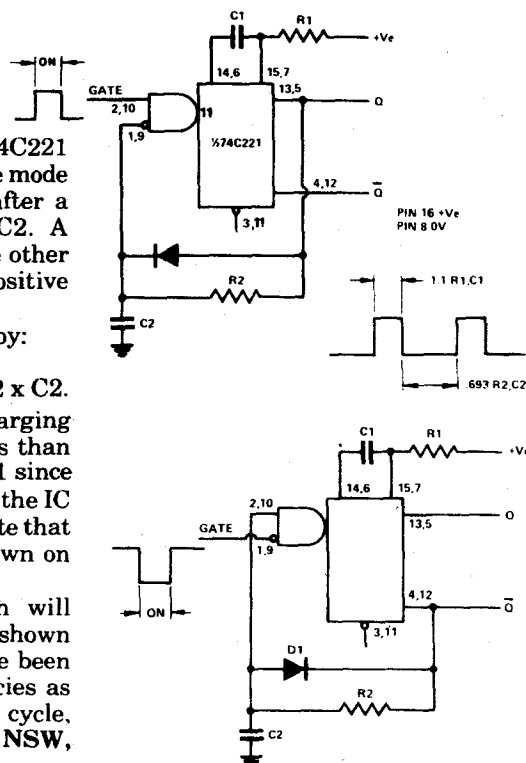 C1
R1
+Ve
ON
14,6
15,7
GATE
2,10
13,5
Q
11
1,9
½74C221
4,12
Q̅
3,11
PIN 16 +Ve
PIN 8 0V
R2
C2
1.1 R1,C1
.693 R2,C2
4C221
e mode
after a
C2. A
e other
ositive
by:
2 x C2.
arging
s than
1 since
the IC
te that
wn on
h will
shown
e been
cies as
cycle,
NSW,
C1
R1
+Ve
14,6
15,7
2,10
13,5
Q
GATE
1,9
4,12
Q̅
ON
3,11
D1
R2
C2